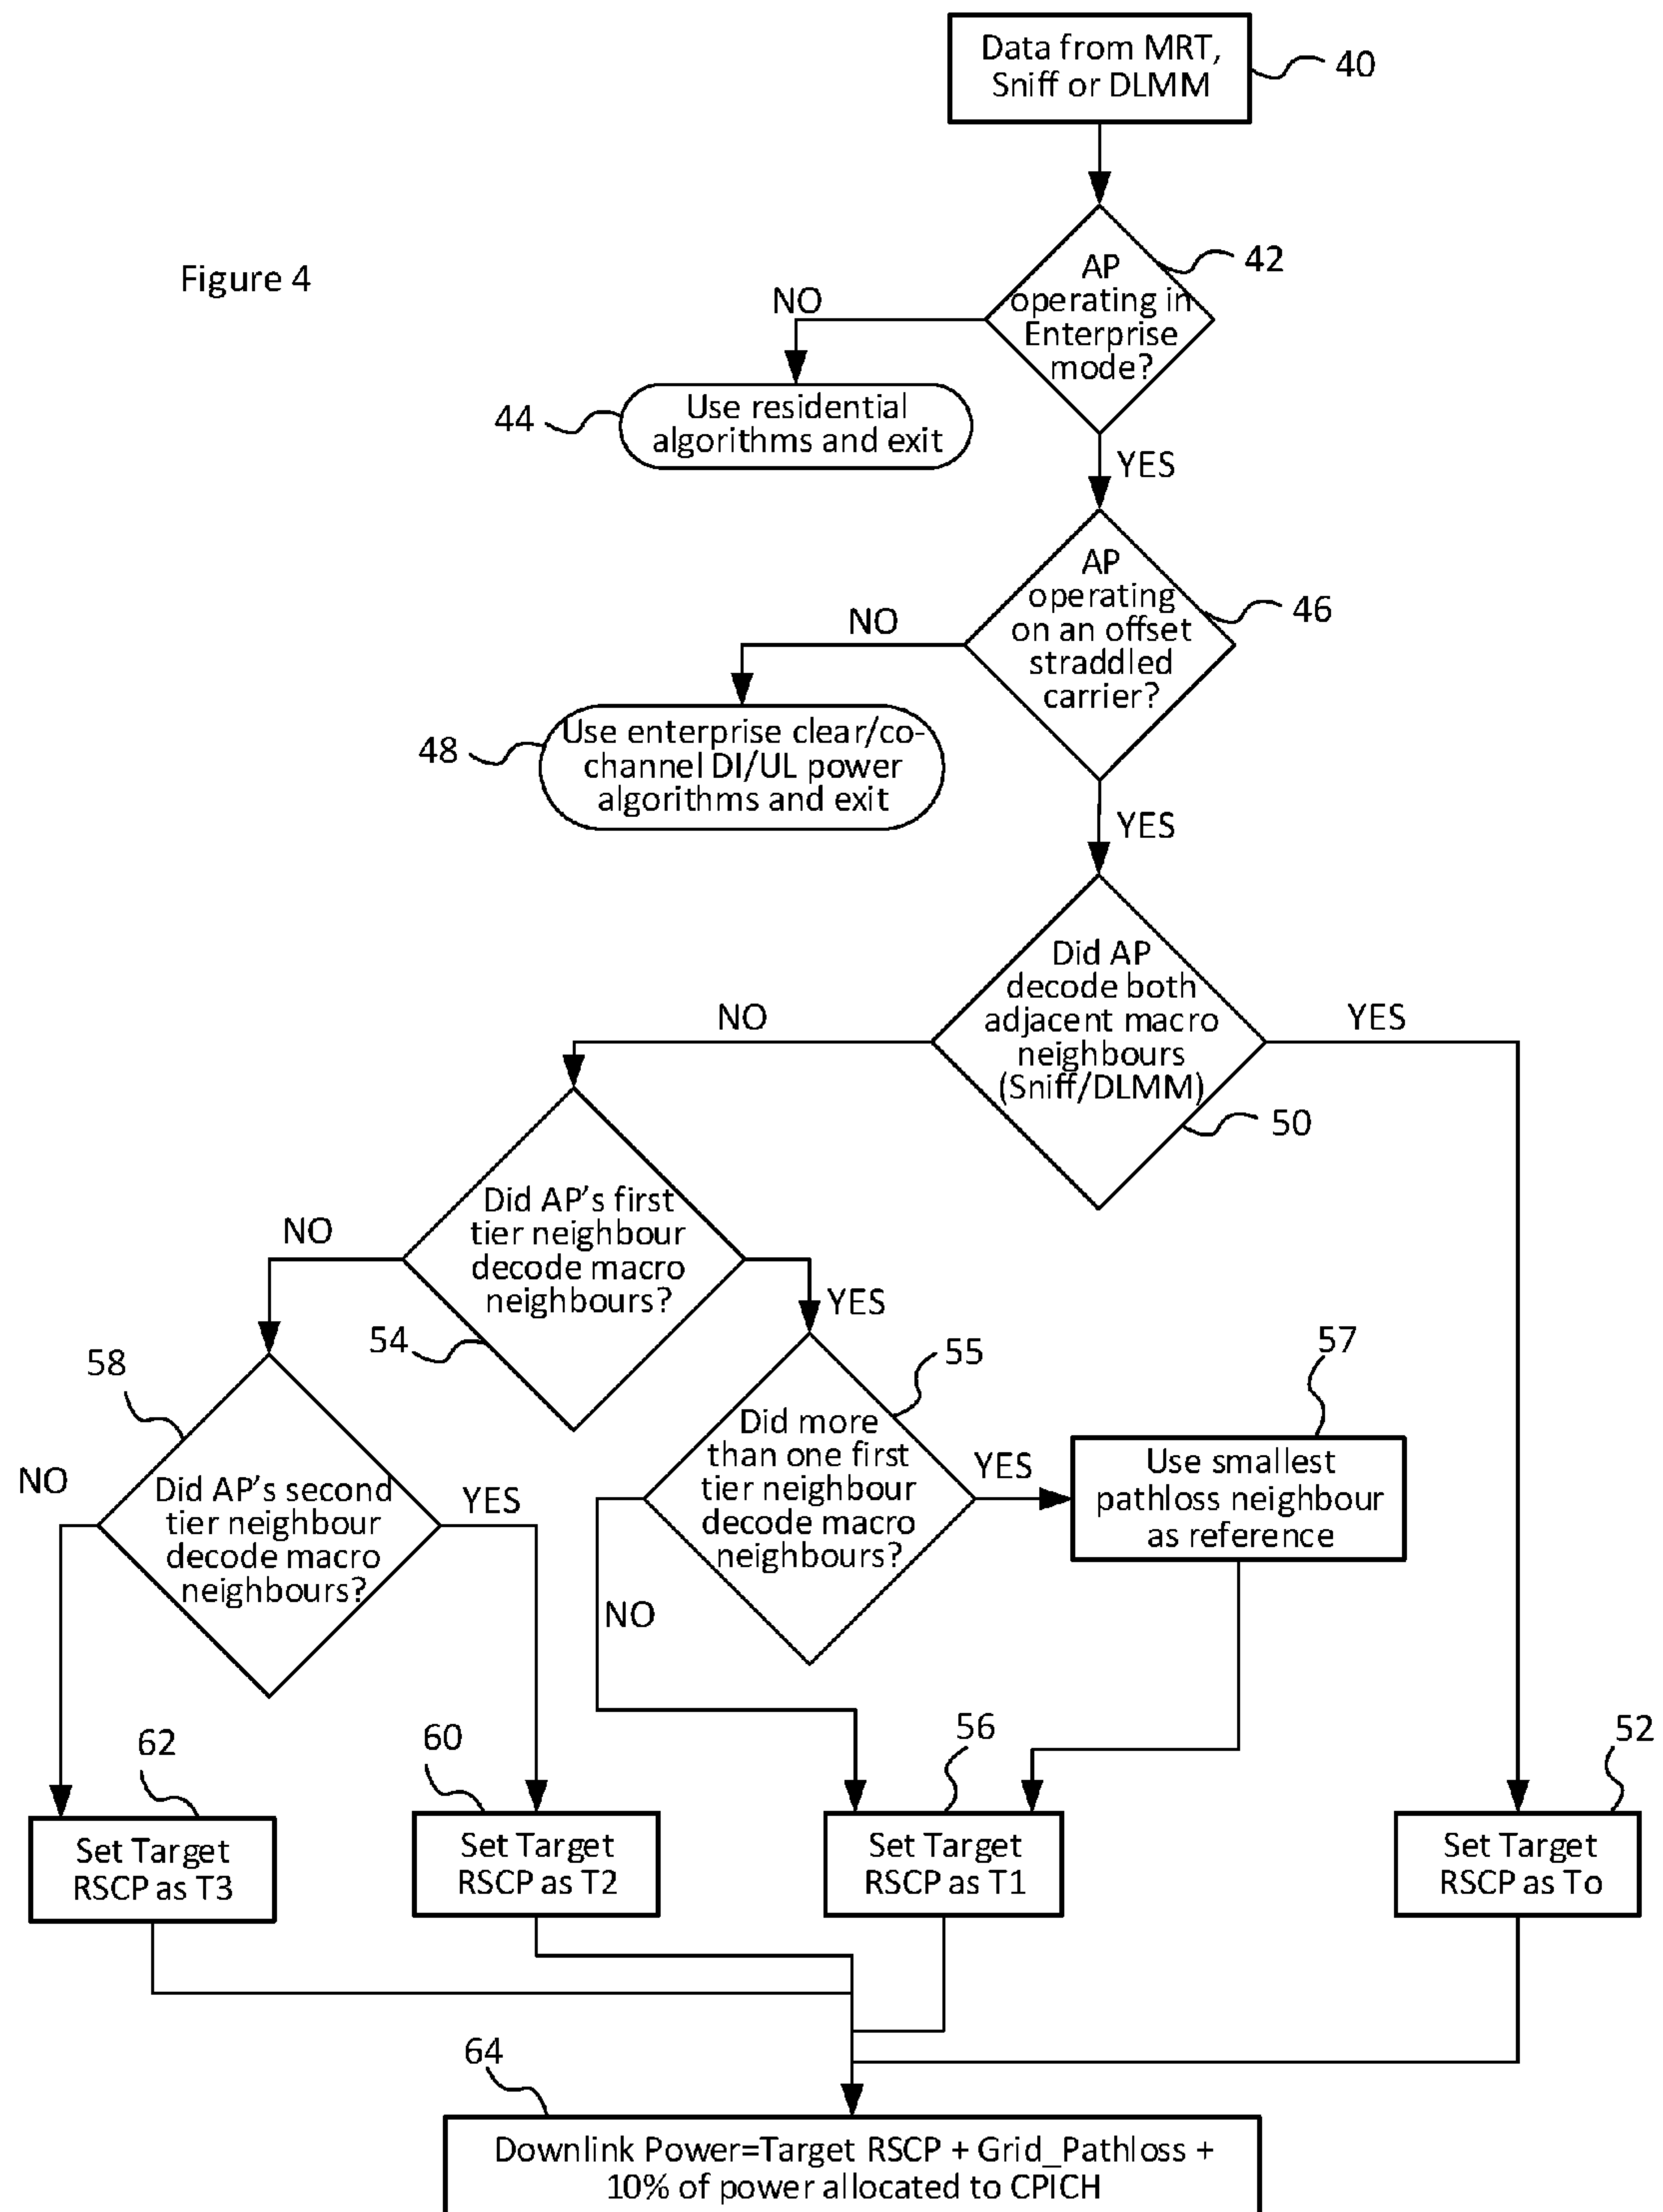 Data from MRT,
Sniff or DLMM
40
Figure 4
AP
operating in
Enterprise
mode?
42
NO
Use residential
algorithms and exit
44
YES
AP
operating
on an offset
straddled
carrier?
46
NO
Use enterprise clear/co-
channel DI/UL power
algorithms and exit
48
YES
Did AP
decode both
adjacent macro
neighbours
(Sniff/DLMM)
50
NO
YES
Did AP's first
tier neighbour
decode macro
neighbours?
54
NO
YES
58
Did AP's second
tier neighbour
decode macro
neighbours?
NO
YES
55
Did more
than one first
tier neighbour
decode macro
neighbours?
YES
NO
57
Use smallest
pathloss neighbour
as reference
62
Set Target
RSCP as T3
60
Set Target
RSCP as T2
56
Set Target
RSCP as T1
52
Set Target
RSCP as To
64
Downlink Power=Target RSCP + Grid_Pathloss +
10% of power allocated to CPICH